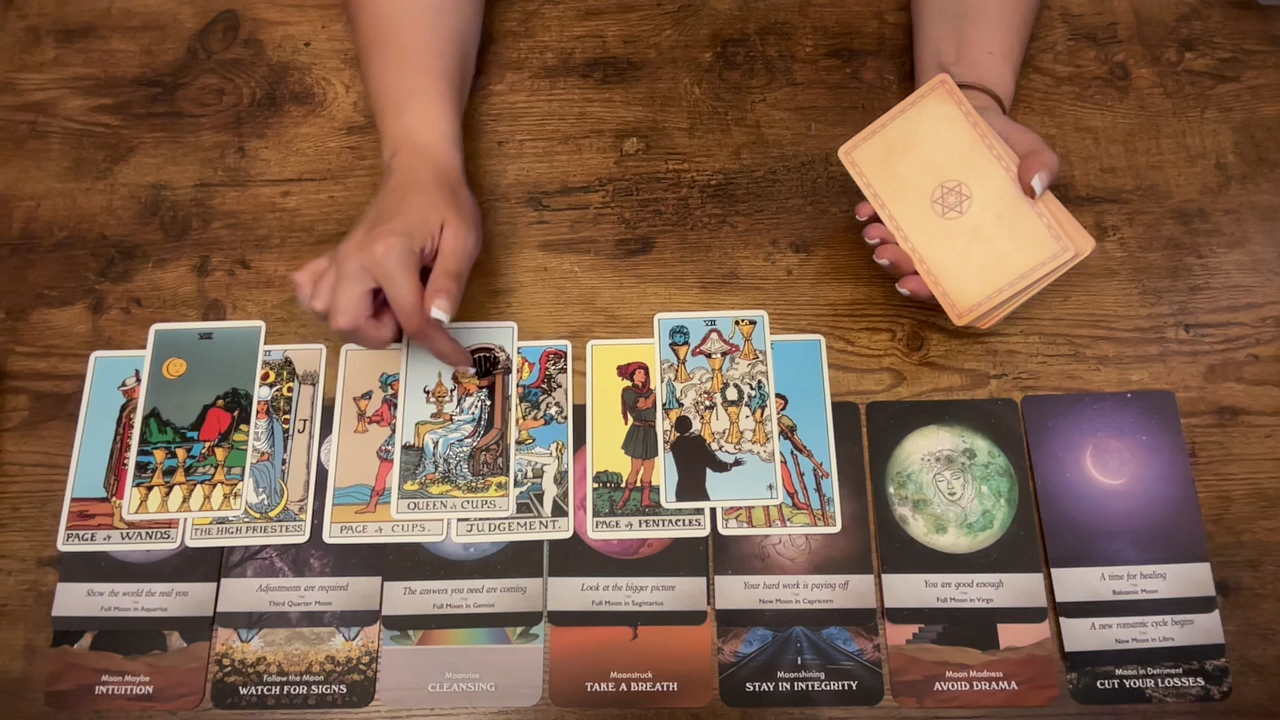 VIII
II
J
VII
PAGE of WANDS.
THE HIGH PRIESTESS
PAGE of CUPS.
QUEEN of CUPS.
JUDGEMENT.
PAGE of PENTACLES.
Show the world the real you
Full Moon in Aquarius
Adjustments are required
Third Quarter Moon
The answers you need are coming
Full Moon in Gemini
Look at the bigger picture
Full Moon in Sagittarius
Your hard work is paying off
New Moon in Capricorn
You are good enough
Full Moon in Virgo
A time for healing
Balsamic Moon
A new romantic cycle begins
New Moon in Libra
Moon Maybe
INTUITION
Follow the Moon
WATCH FOR SIGNS
Moonrise
CLEANSING
Moonstruck
TAKE A BREATH
Moonshining
STAY IN INTEGRITY
Moon Madness
AVOID DRAMA
Moon in Detriment
CUT YOUR LOSSES